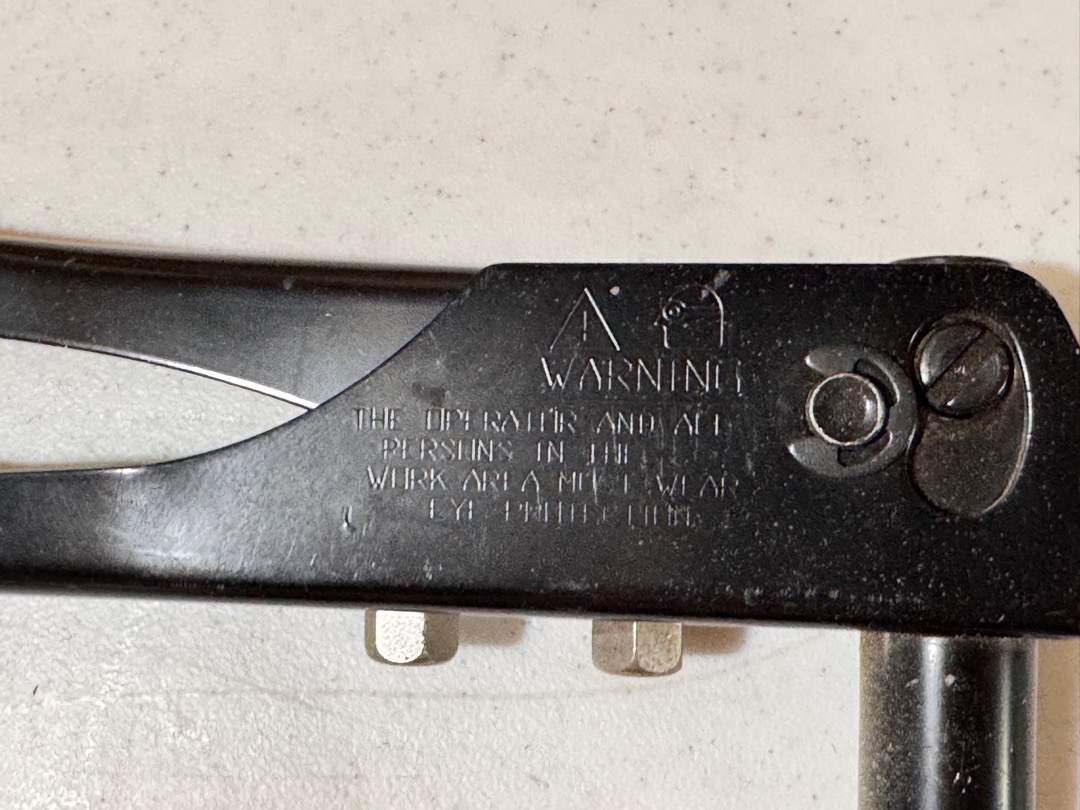 WARNING
THE OPERATOR AND ALL
PERSONS IN THE
WORK AREA MUST WEAR
EYE PROTECTION